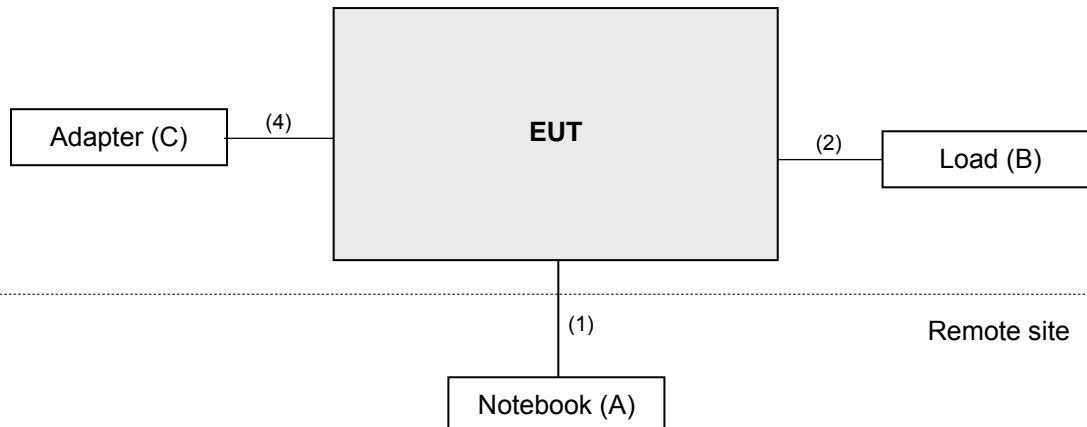 (4)
Adapter (C)
EUT
(2)
Load (B)
(1)
Remote site
Notebook (A)